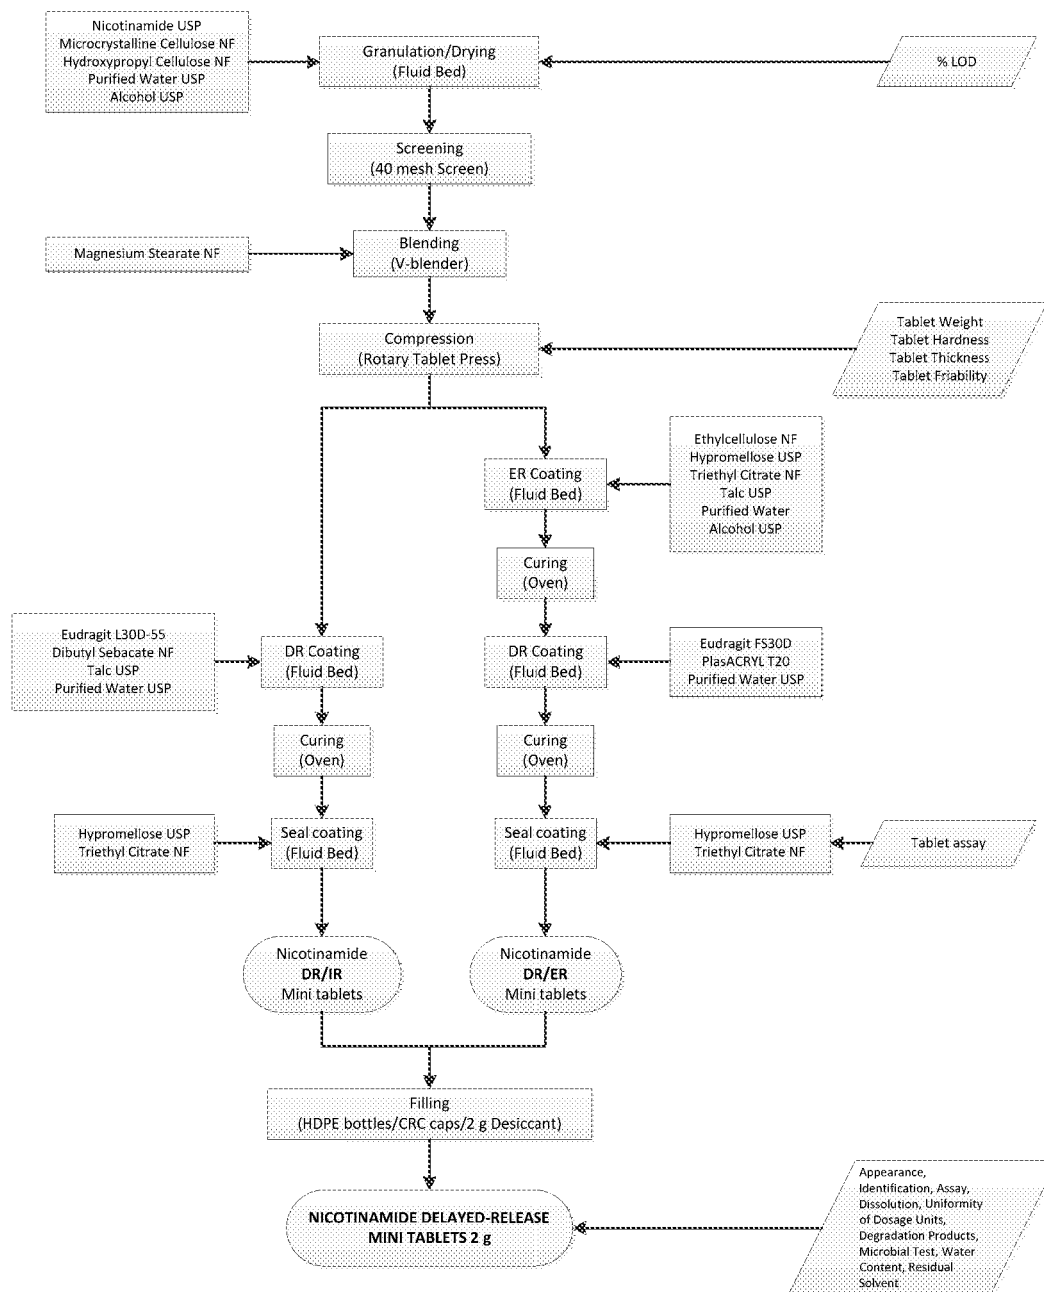 Nicotinamide USP
Microcrystalline Cellulose NF
Hydroxypropyl Cellulose NF
Purified Water USP
Alcohol USP
Granulation/Drying
(Fluid Bed)
% LOD
Screening
(40 mesh Screen)
Magnesium Stearate NF
Blending
(V-blender)
Compression
(Rotary Tablet Press)
Tablet Weight
Tablet Hardness
Tablet Thickness
Tablet Friability
ER Coating
(Fluid Bed)
Ethylcellulose NF
Hypromellose USP
Triethyl Citrate NF
Talc USP
Purified Water
Alcohol USP
Curing
(Oven)
Eudragit L30D-55
Dibutyl Sebacate NF
Talc USP
Purified Water USP
DR Coating
(Fluid Bed)
DR Coating
(Fluid Bed)
Eudragit FS30D
PlasACRYL T20
Purified Water USP
Curing
(Oven)
Curing
(Oven)
Hypromellose USP
Triethyl Citrate NF
Seal coating
(Fluid Bed)
Seal coating
(Fluid Bed)
Hypromellose USP
Triethyl Citrate NF
Tablet assay
Nicotinamide
DR/IR
Mini tablets
Nicotinamide
DR/ER
Mini tablets
Filling
(HDPE bottles/CRC caps/2 g Desiccant)
NICOTINAMIDE DELAYED-RELEASE
MINI TABLETS 2 g
Appearance,
Identification, Assay,
Dissolution, Uniformity
of Dosage Units,
Degradation Products,
Microbial Test, Water
Content, Residual
Solvent